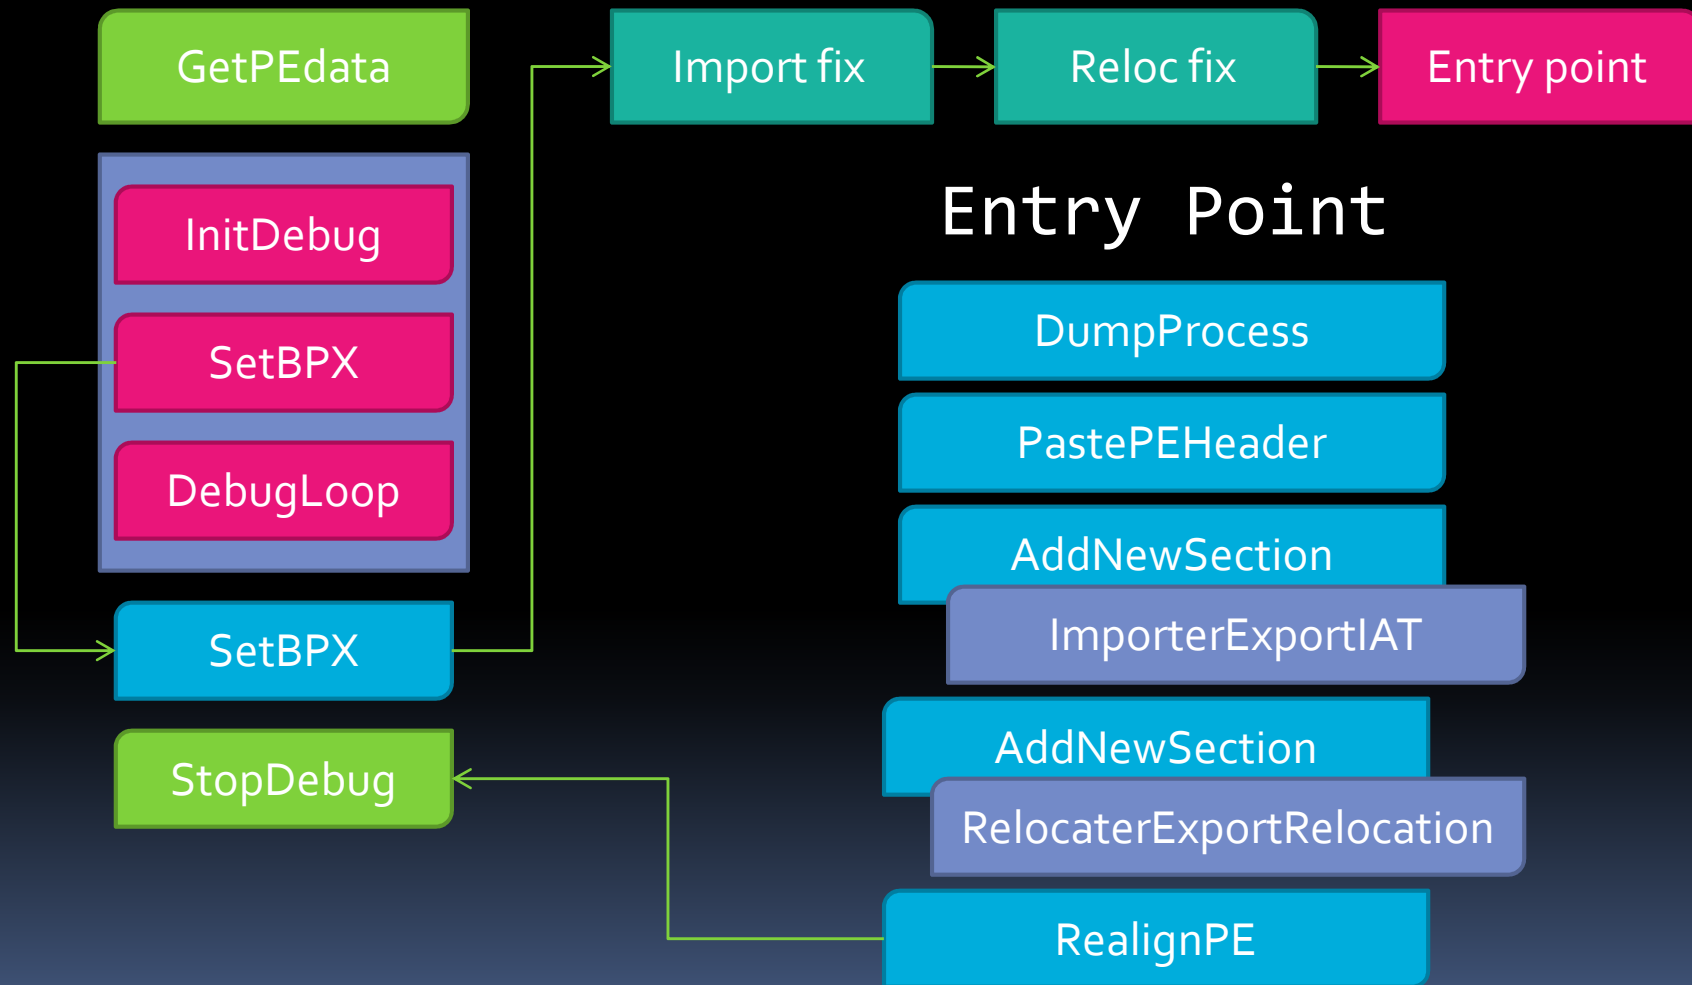 GetPEdata
InitDebug
SetBPX
DebugLoop
SetBPX
StopDebug
Import fix
Reloc fix
Entry point
Entry Point
DumpProcess
PastePEHeader
AddNewSection
ImporterExportIAT
AddNewSection
RelocaterExportRelocation
RealignPE